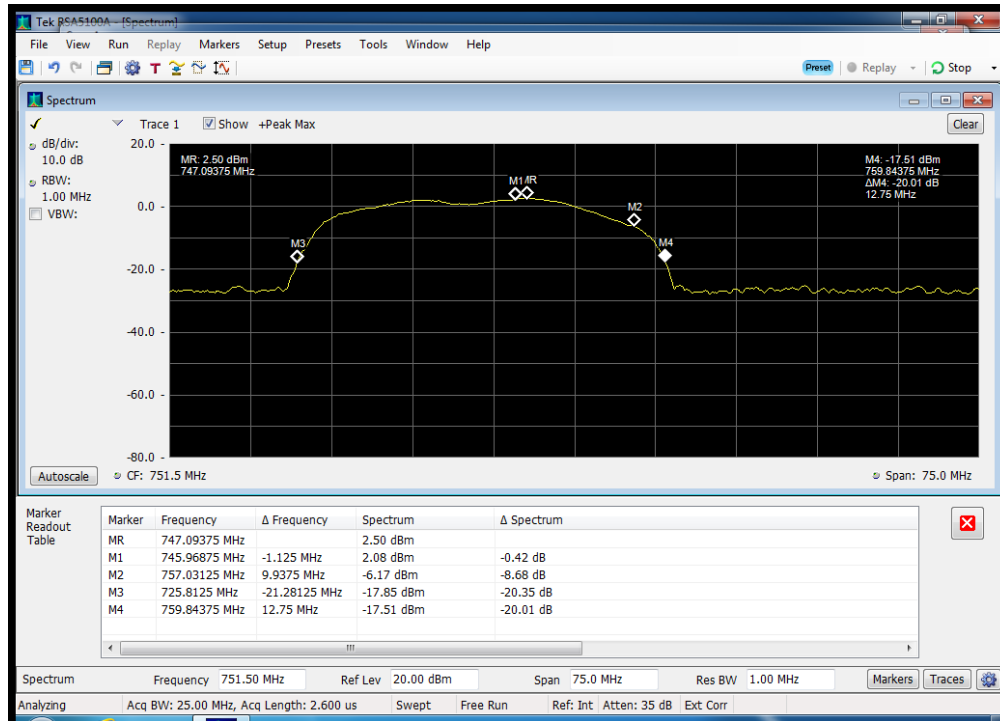 Tek RSA5100A - [Spectrum]
File View Run Replay Markers Setup Presets Tools Window Help
T Preset Replay Stop
Spectrum
Trace 1 Show +Peak Max Clear
dB/div:
10.0 dB
RBW:
1.00 MHz
VBW:
20.0
0.0
-20.0
-40.0
-60.0
-80.0
MR: 2.50 dBm
747.09375 MHz
M4: -17.51 dBm
759.84375 MHz
ΔM4: -20.01 dB
12.75 MHz
M1 MR
M2
M3
M4
Autoscale CF: 751.5 MHz Span: 75.0 MHz
Marker
Readout
Table
Marker Frequency Δ Frequency Spectrum Δ Spectrum
MR 747.09375 MHz 2.50 dBm
M1 745.96875 MHz -1.125 MHz 2.08 dBm -0.42 dB
M2 757.03125 MHz 9.9375 MHz -6.17 dBm -8.68 dB
M3 725.8125 MHz -21.28125 MHz -17.85 dBm -20.35 dB
M4 759.84375 MHz 12.75 MHz -17.51 dBm -20.01 dB
Spectrum Frequency 751.50 MHz Ref Lev 20.00 dBm Span 75.0 MHz Res BW 1.00 MHz Markers Traces
Analyzing Acq BW: 25.00 MHz, Acq Length: 2.600 us Swept Free Run Ref: Int Atten: 35 dB Ext Corr